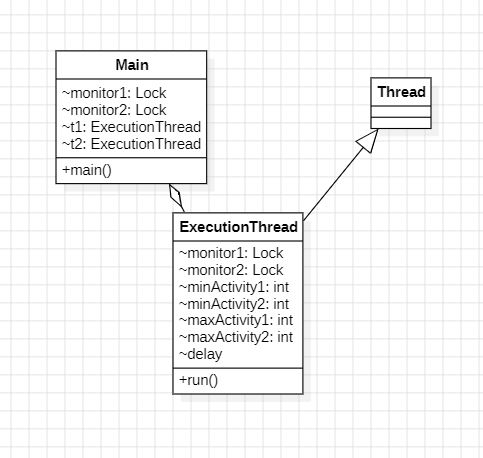 Main
~monitor1: Lock
~monitor2: Lock
~t1: ExecutionThread
~t2: ExecutionThread
+main()
Thread
ExecutionThread
~monitor1: Lock
~monitor2: Lock
~minActivity1: int
~minActivity2: int
~maxActivity1: int
~maxActivity2: int
~delay
+run()